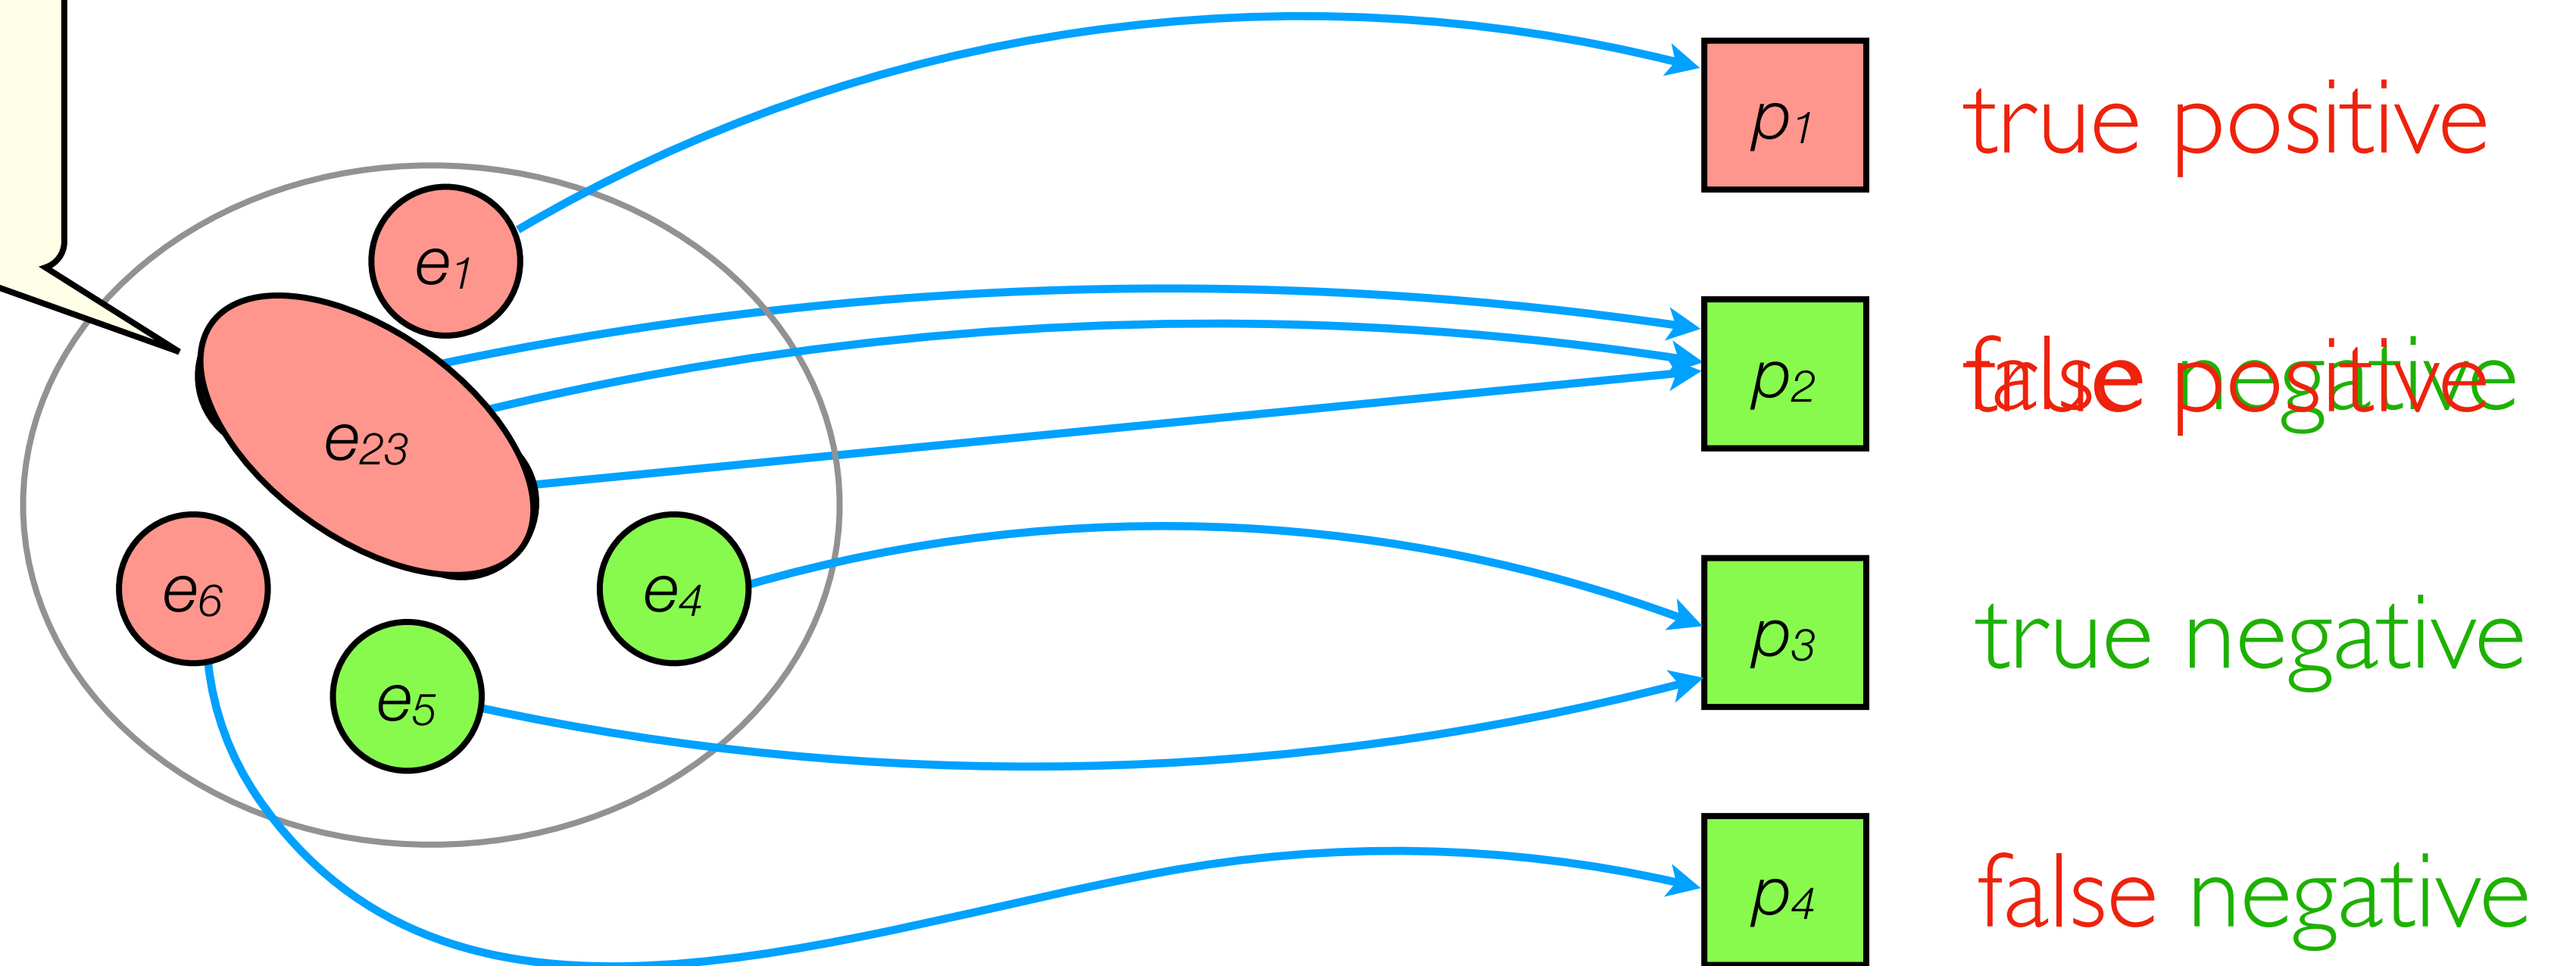 p1
true positive
e1
p2
e23
e6
e4
p3
true negative
e5
p4
false negative